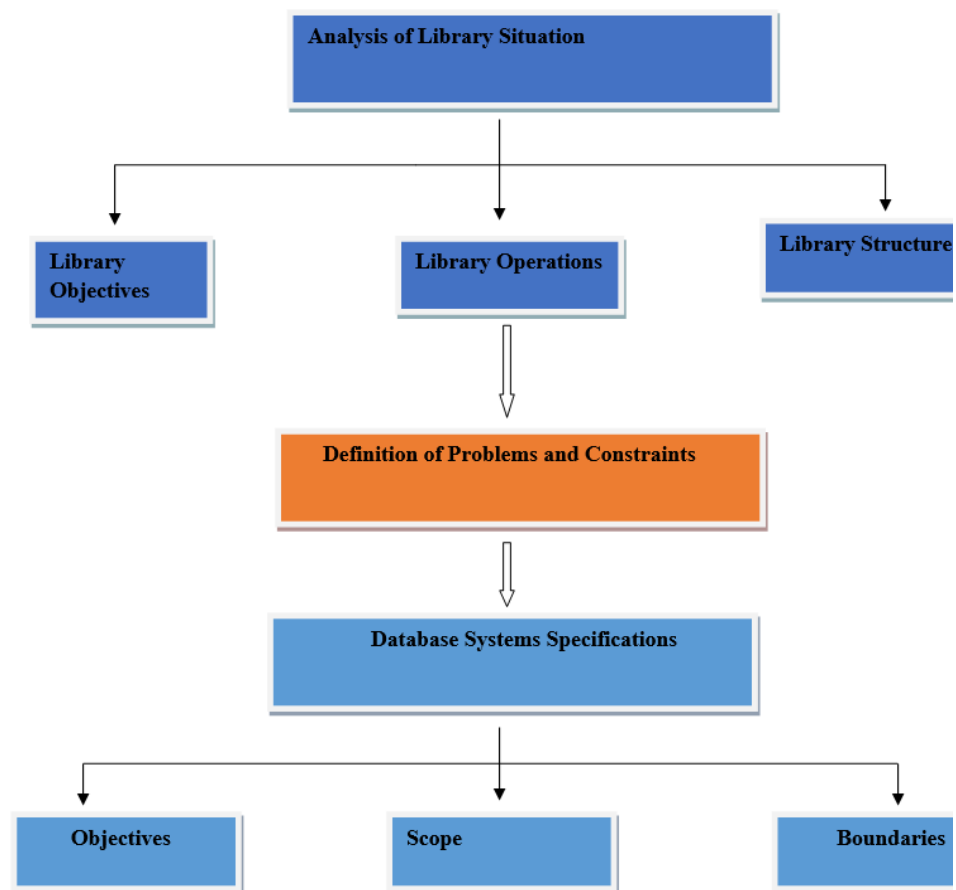 Analysis of Library Situation
Library
Objectives
Library Operations
Library Structure
Definition of Problems and Constraints
Database Systems Specifications
Objectives
Scope
Boundaries